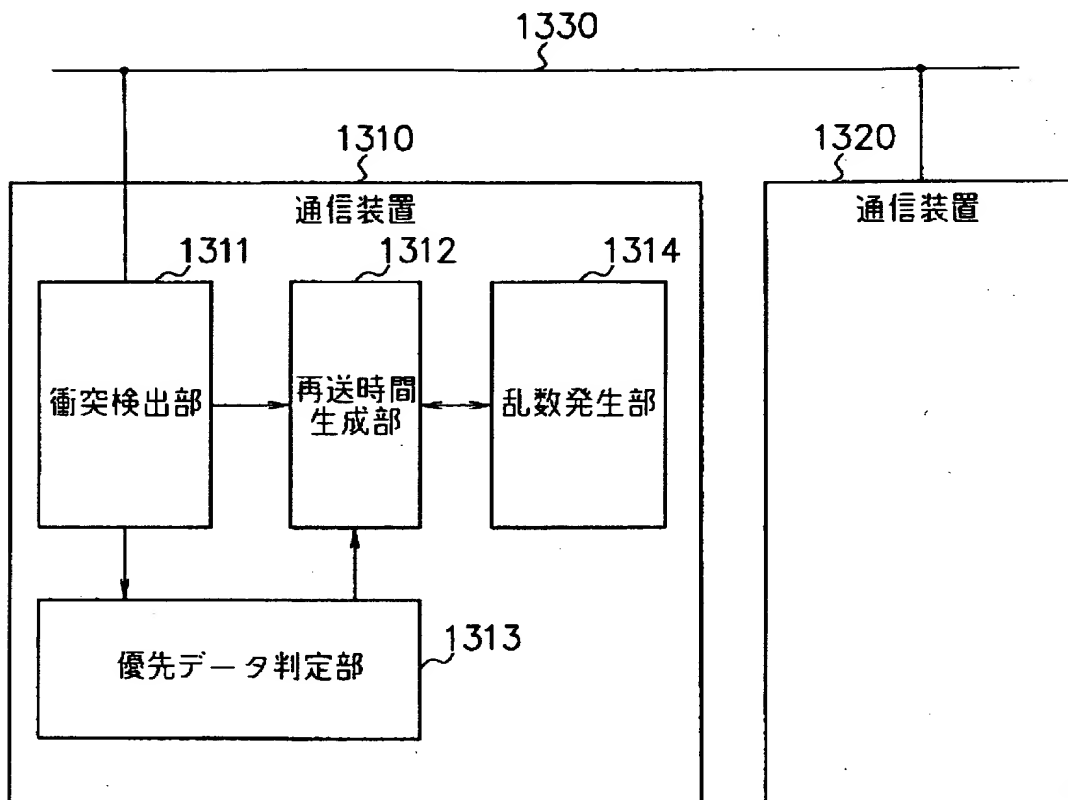 1330
1310
1320
通信装置
通信装置
1311
1312
1314
衝突検出部
再送時間
生成部
乱数発生部
1313
優先データ判定部